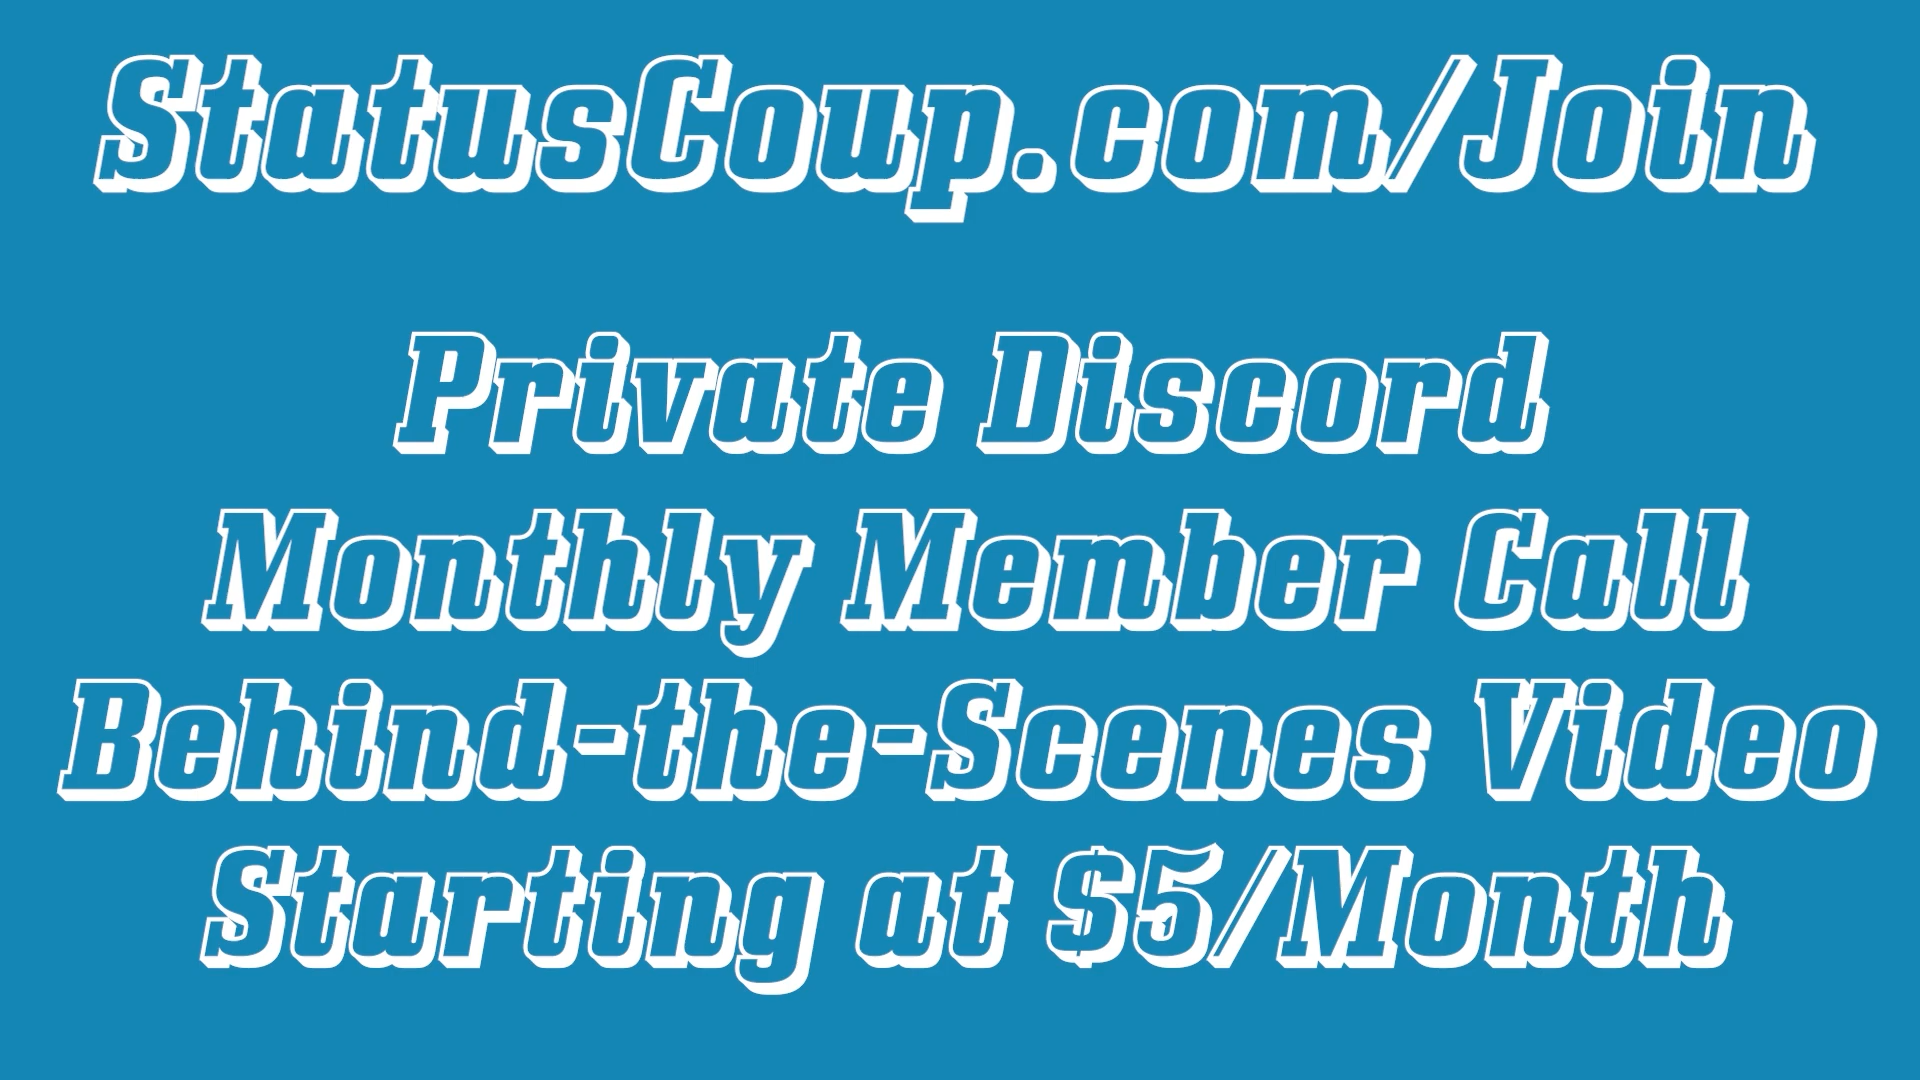 StatusCoup.com/Join
Private Discord
Monthly Member Call
Behind-the-Scenes Video
Starting at $5/Month